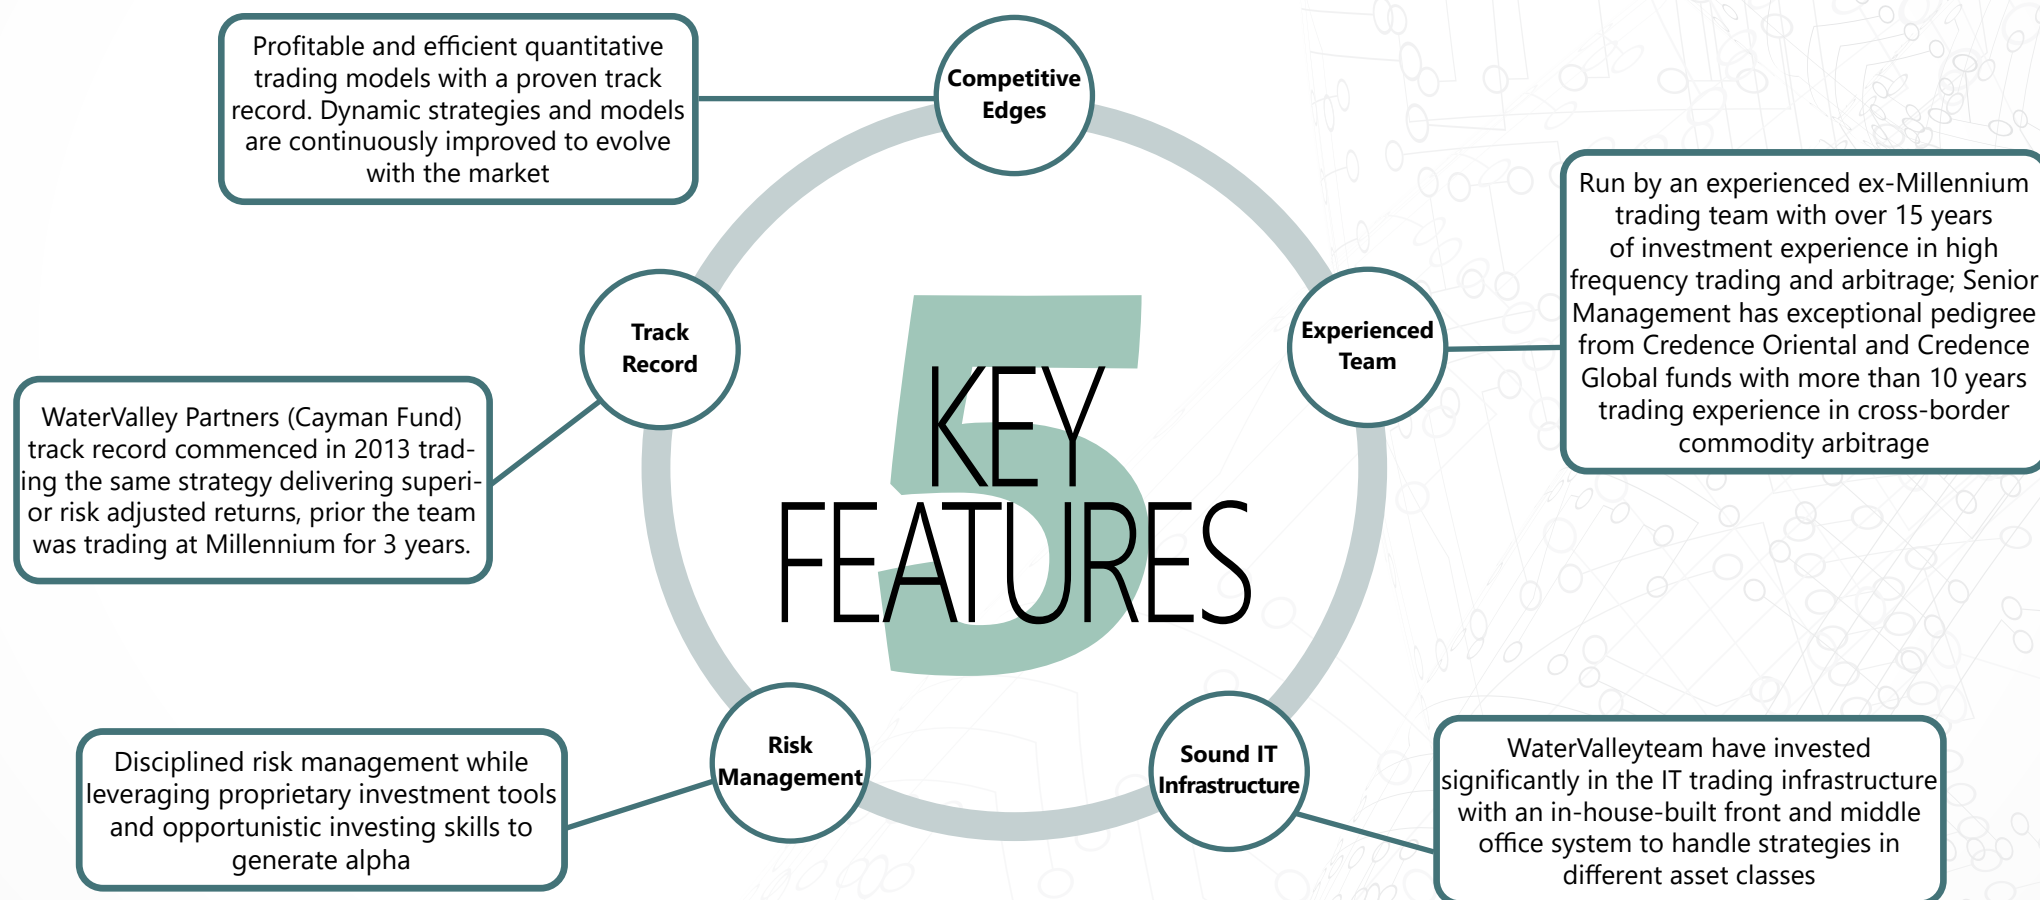 Profitable and efficient quantitative
trading models with a proven track
record. Dynamic strategies and models
are continuously improved to evolve
with the market
Competitive
Edges
Run by an experienced ex-Millennium
trading team with over 15 years
of investment experience in high
frequency trading and arbitrage; Senior
Management has exceptional pedigree
from Credence Oriental and Credence
Global funds with more than 10 years
trading experience in cross-border
commodity arbitrage
Experienced
Team
Track
Record
WaterValley Partners (Cayman Fund)
track record commenced in 2013 trad-
ing the same strategy delivering superi-
or risk adjusted returns, prior the team
was trading at Millennium for 3 years.
5
KEY
FEATURES
Risk
Management
Disciplined risk management while
leveraging proprietary investment tools
and opportunistic investing skills to
generate alpha
Sound IT
Infrastructure
WaterValleyteam have invested
significantly in the IT trading infrastructure
with an in-house-built front and middle
office system to handle strategies in
different asset classes